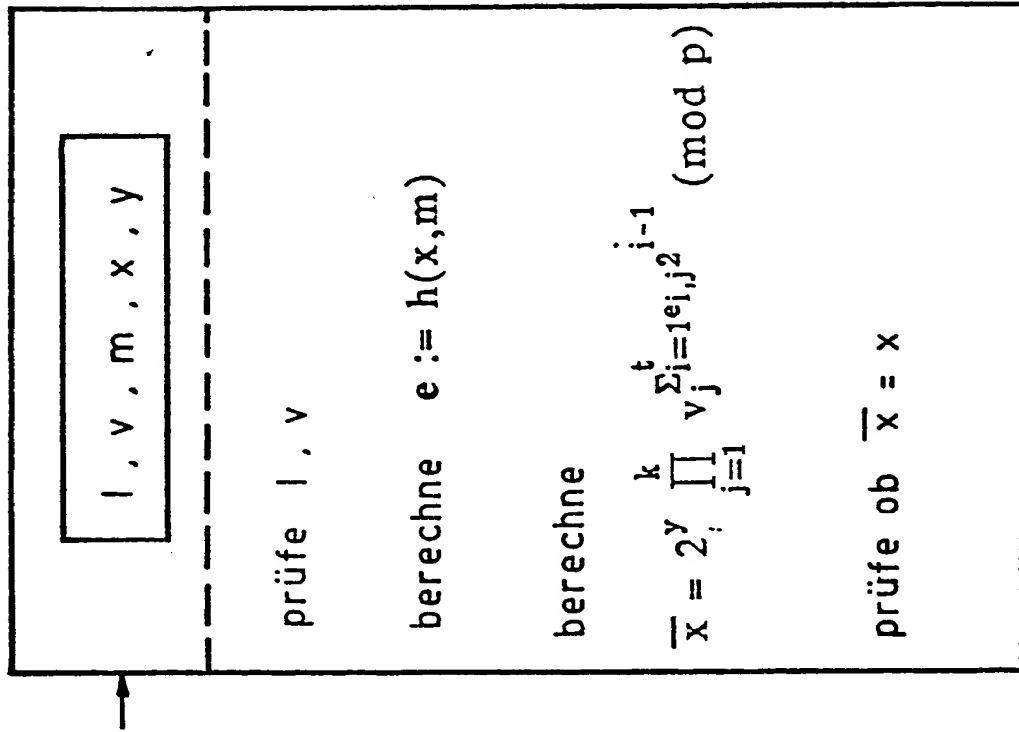 I , v , m , x , y
prüfe I , v
berechne e := h(x,m)
berechne
x̅ = 2^y ∏_{j=1}^{k} v_j^{Σ_{i=1}^{t} e_{i,j} 2^{i-1}} (mod p)
prüfe ob x̅ = x